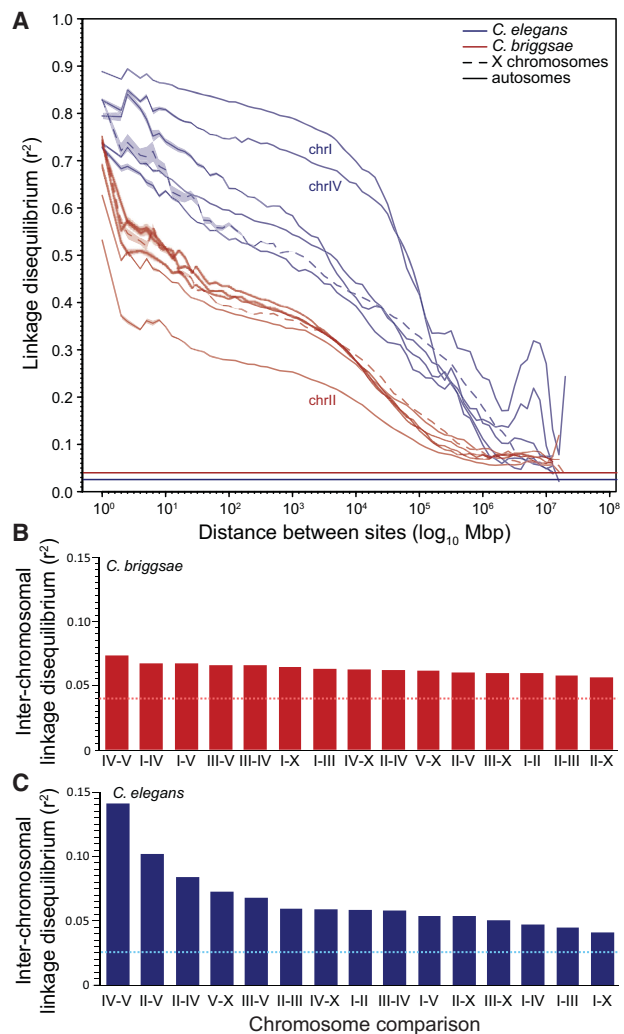 A
C. elegans
C. briggsae
X chromosomes
autosomes
1.0
0.9
0.8
0.7
0.6
0.5
0.4
0.3
0.2
0.1
0.0
Linkage disequilibrium (r²)
chrI
chrIV
chrII
10⁰ 10¹ 10² 10³ 10⁴ 10⁵ 10⁶ 10⁷ 10⁸
Distance between sites (log₁₀ Mbp)
B
C. briggsae
Inter-chromosomal
linkage disequilibrium (r²)
0.15
0.10
0.05
0
IV-V I-IV I-V III-V III-IV I-X I-III IV-X II-IV V-X II-V III-X I-II II-III II-X
C
C. elegans
Inter-chromosomal
linkage disequilibrium (r²)
0.15
0.10
0.05
0
IV-V II-V II-IV V-X III-V II-III IV-X I-II III-IV I-V II-X III-X I-IV I-III I-X
Chromosome comparison